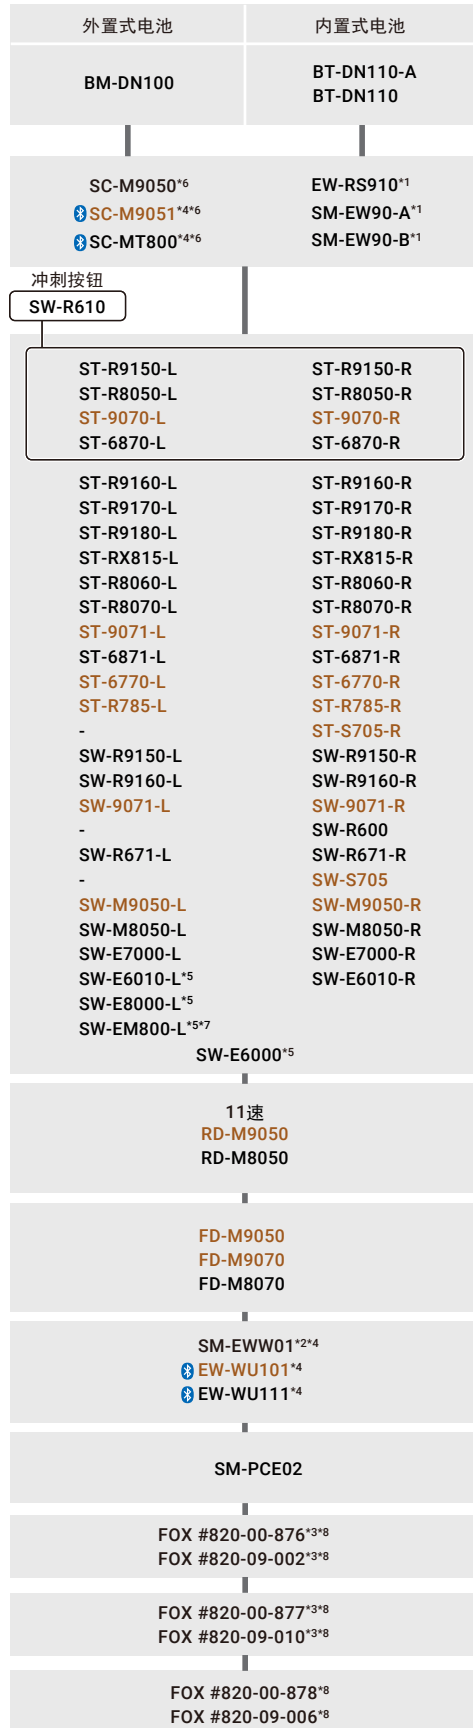 外置式电池 内置式电池
BM-DN100 BT-DN110-A
BT-DN110
SC-M9050*6 EW-RS910*1
SC-M9051*4*6 SM-EW90-A*1
SC-MT800*4*6 SM-EW90-B*1
冲刺按钮
SW-R610
ST-R9150-L ST-R9150-R
ST-R8050-L ST-R8050-R
ST-9070-L ST-9070-R
ST-6870-L ST-6870-R
ST-R9160-L ST-R9160-R
ST-R9170-L ST-R9170-R
ST-R9180-L ST-R9180-R
ST-RX815-L ST-RX815-R
ST-R8060-L ST-R8060-R
ST-R8070-L ST-R8070-R
ST-9071-L ST-9071-R
ST-6871-L ST-6871-R
ST-6770-L ST-6770-R
ST-R785-L ST-R785-R
- ST-S705-R
SW-R9150-L SW-R9150-R
SW-R9160-L SW-R9160-R
SW-9071-L SW-9071-R
- SW-R600
SW-R671-L SW-R671-R
- SW-S705
SW-M9050-L SW-M9050-R
SW-M8050-L SW-M8050-R
SW-E7000-L SW-E7000-R
SW-E6010-L*5 SW-E6010-R
SW-E8000-L*5
SW-EM800-L*5*7
SW-E6000*5
11速
RD-M9050
RD-M8050
FD-M9050
FD-M9070
FD-M8070
SM-EWW01*2*4
EW-WU101*4
EW-WU111*4
SM-PCE02
FOX #820-00-876*3*8
FOX #820-09-002*3*8
FOX #820-00-877*3*8
FOX #820-09-010*3*8
FOX #820-00-878*8
FOX #820-09-006*8